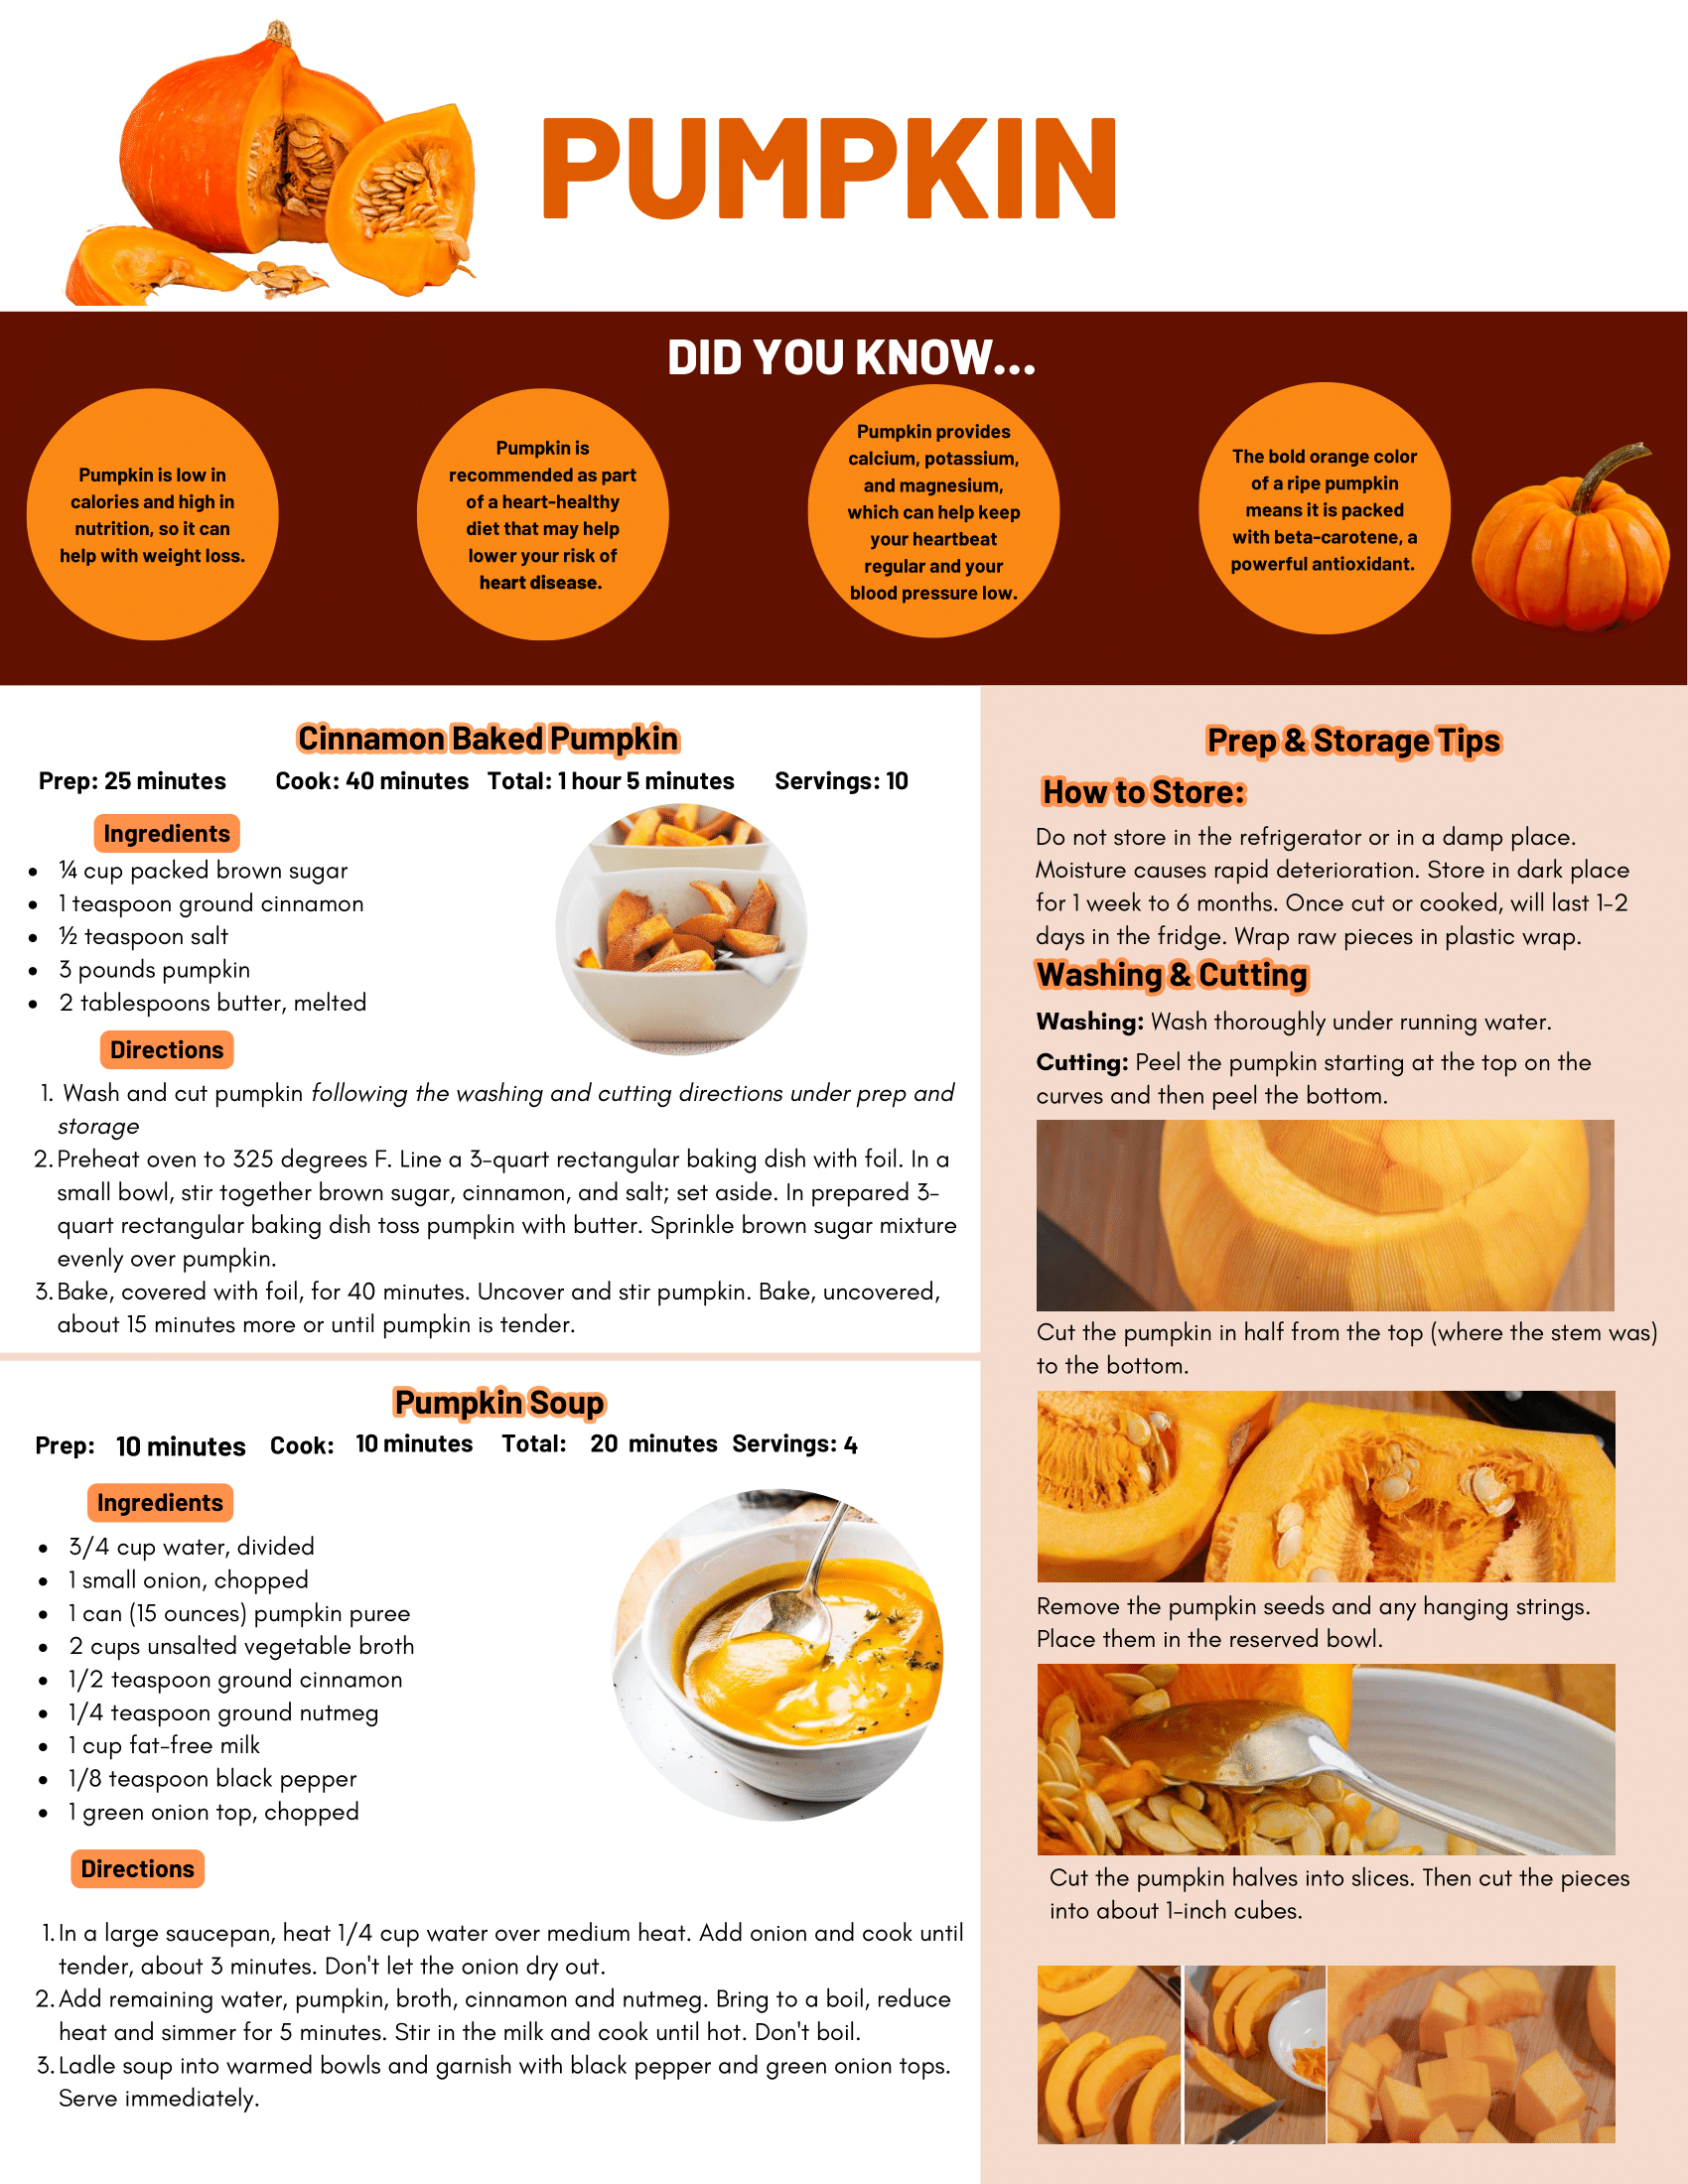 PUMPKIN
DID YOU KNOW...
Pumpkin is low in
calories and high in
nutrition, so it can
help with weight loss.
Pumpkin is
recommended as part
of a heart-healthy
diet that may help
lower your risk of
heart disease.
Pumpkin provides
calcium, potassium,
and magnesium,
which can help keep
your heartbeat
regular and your
blood pressure low.
The bold orange color
of a ripe pumpkin
means it is packed
with beta-carotene, a
powerful antioxidant.
Cinnamon Baked Pumpkin
Prep: 25 minutes Cook: 40 minutes Total: 1 hour 5 minutes Servings: 10
Ingredients
• ¼ cup packed brown sugar
• 1 teaspoon ground cinnamon
• ½ teaspoon salt
• 3 pounds pumpkin
• 2 tablespoons butter, melted
Directions
1. Wash and cut pumpkin following the washing and cutting directions under prep and
storage
2. Preheat oven to 325 degrees F. Line a 3-quart rectangular baking dish with foil. In a
small bowl, stir together brown sugar, cinnamon, and salt; set aside. In prepared 3-
quart rectangular baking dish toss pumpkin with butter. Sprinkle brown sugar mixture
evenly over pumpkin.
3. Bake, covered with foil, for 40 minutes. Uncover and stir pumpkin. Bake, uncovered,
about 15 minutes more or until pumpkin is tender.
Pumpkin Soup
Prep: 10 minutes Cook: 10 minutes Total: 20 minutes Servings: 4
Ingredients
• 3/4 cup water, divided
• 1 small onion, chopped
• 1 can (15 ounces) pumpkin puree
• 2 cups unsalted vegetable broth
• 1/2 teaspoon ground cinnamon
• 1/4 teaspoon ground nutmeg
• 1 cup fat-free milk
• 1/8 teaspoon black pepper
• 1 green onion top, chopped
Directions
1. In a large saucepan, heat 1/4 cup water over medium heat. Add onion and cook until
tender, about 3 minutes. Don't let the onion dry out.
2. Add remaining water, pumpkin, broth, cinnamon and nutmeg. Bring to a boil, reduce
heat and simmer for 5 minutes. Stir in the milk and cook until hot. Don't boil.
3. Ladle soup into warmed bowls and garnish with black pepper and green onion tops.
Serve immediately.
Prep & Storage Tips
How to Store:
Do not store in the refrigerator or in a damp place.
Moisture causes rapid deterioration. Store in dark place
for 1 week to 6 months. Once cut or cooked, will last 1-2
days in the fridge. Wrap raw pieces in plastic wrap.
Washing & Cutting
Washing: Wash thoroughly under running water.
Cutting: Peel the pumpkin starting at the top on the
curves and then peel the bottom.
Cut the pumpkin in half from the top (where the stem was)
to the bottom.
Remove the pumpkin seeds and any hanging strings.
Place them in the reserved bowl.
Cut the pumpkin halves into slices. Then cut the pieces
into about 1-inch cubes.